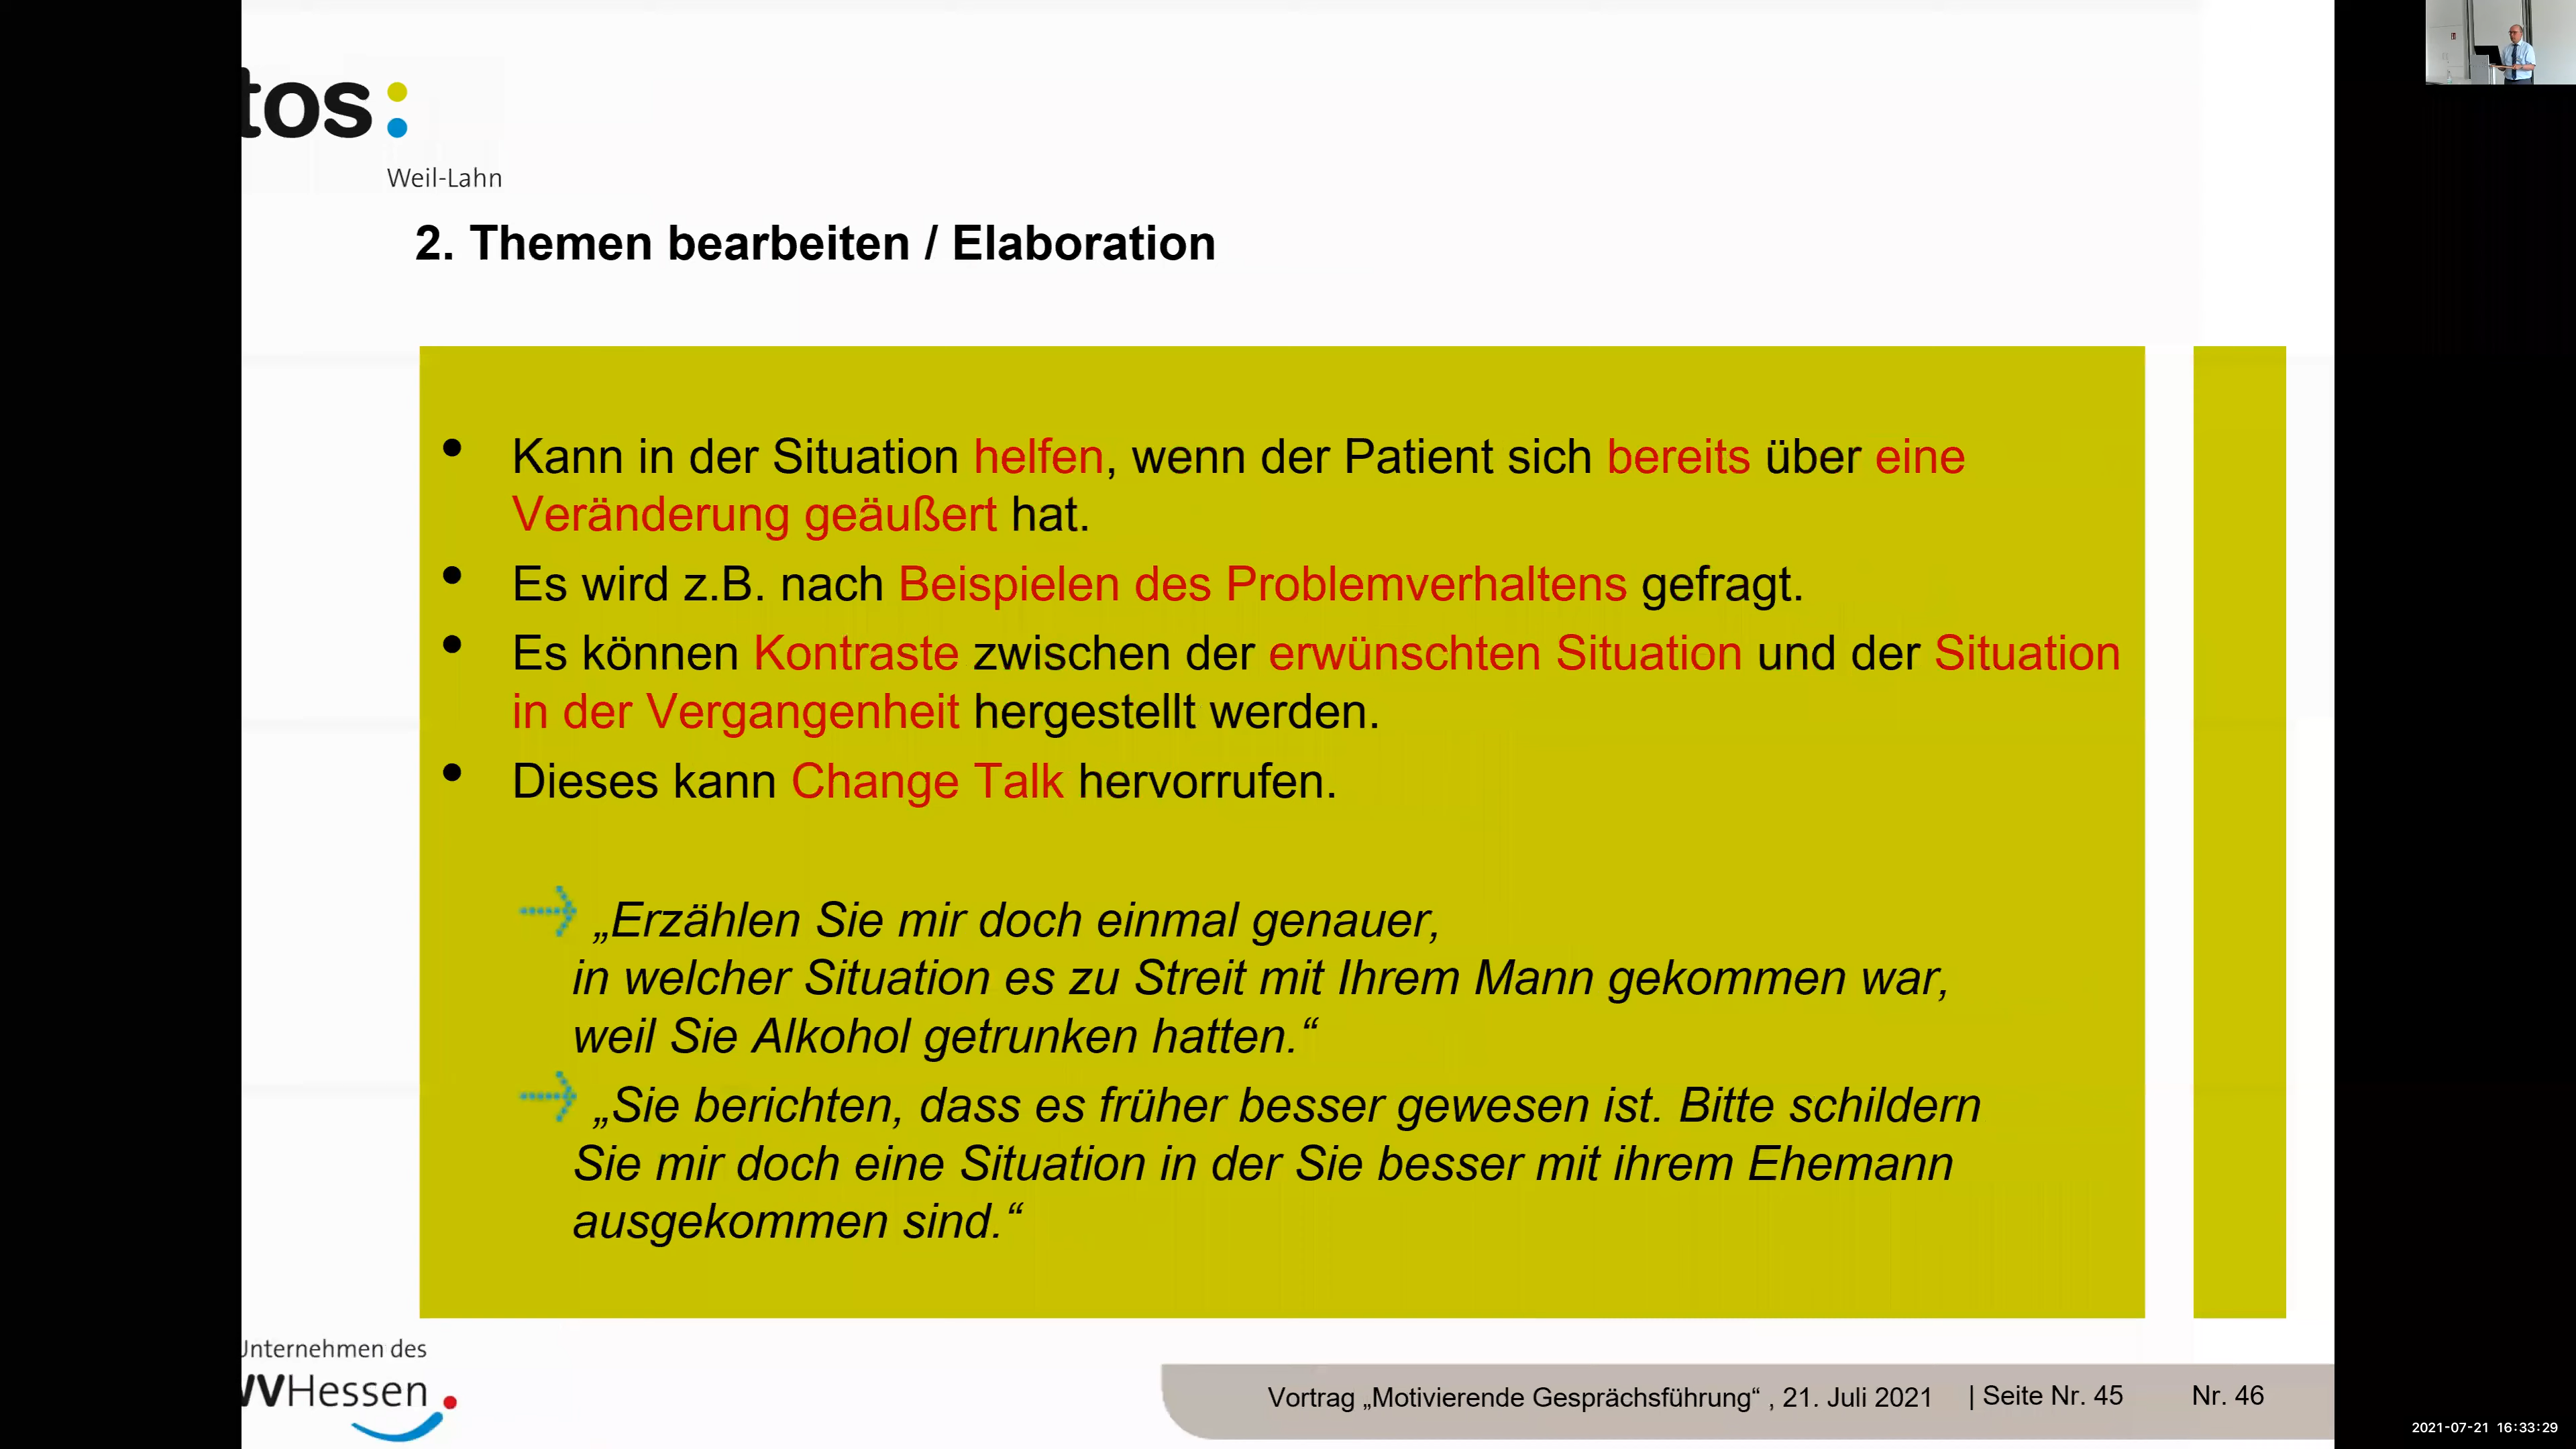 tos:
Weil-Lahn
2. Themen bearbeiten / Elaboration
• Kann in der Situation helfen, wenn der Patient sich bereits über eine
Veränderung geäußert hat.
• Es wird z.B. nach Beispielen des Problemverhaltens gefragt.
• Es können Kontraste zwischen der erwünschten Situation und der Situation
in der Vergangenheit hergestellt werden.
• Dieses kann Change Talk hervorrufen.
„Erzählen Sie mir doch einmal genauer,
in welcher Situation es zu Streit mit Ihrem Mann gekommen war,
weil Sie Alkohol getrunken hatten.“
„Sie berichten, dass es früher besser gewesen ist. Bitte schildern
Sie mir doch eine Situation in der Sie besser mit ihrem Ehemann
ausgekommen sind.“
Unternehmen des
VVHessen
Vortrag „Motivierende Gesprächsführung“ , 21. Juli 2021 | Seite Nr. 45 Nr. 46
2021-07-21 16:33:29